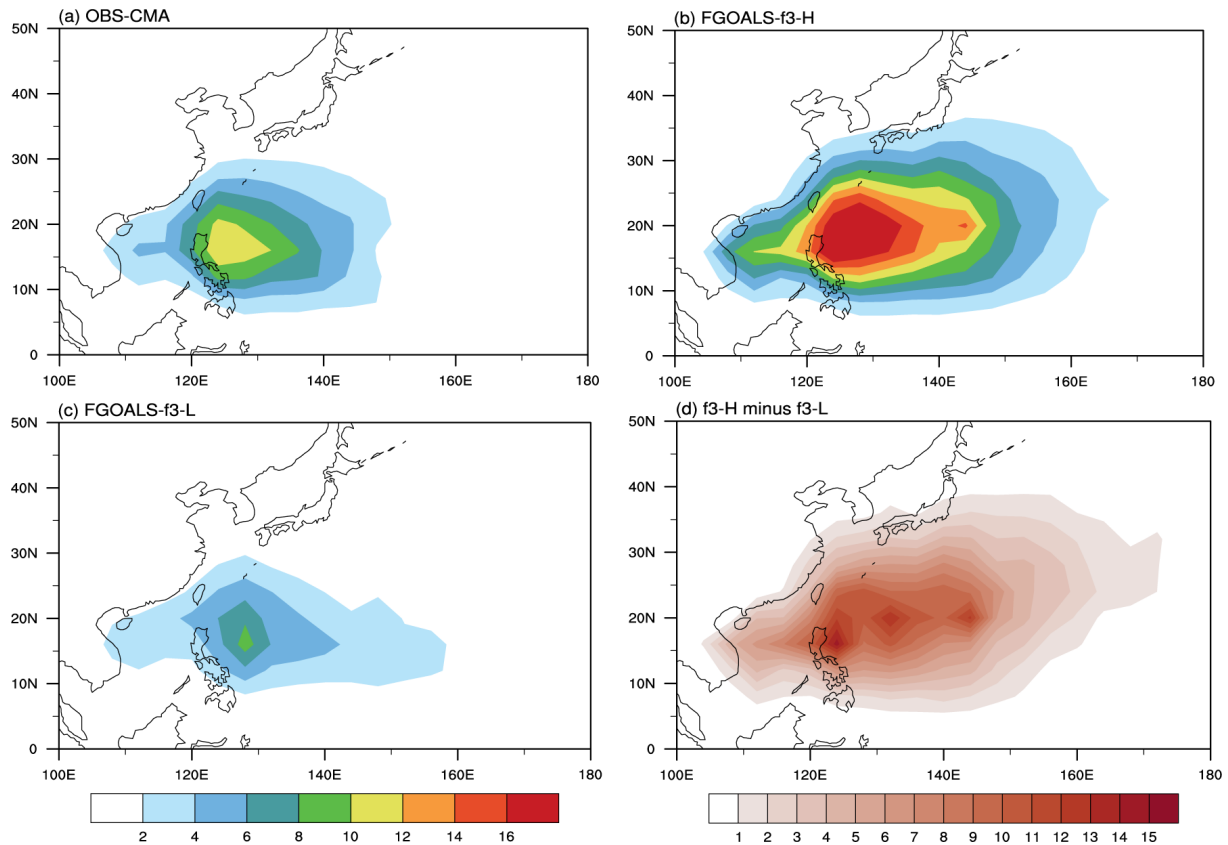 (a) OBS-CMA
(b) FGOALS-f3-H
50N
40N
30N
20N
10N
0
100E 120E 140E 160E 180
50N
40N
30N
20N
10N
0
100E 120E 140E 160E 180
(c) FGOALS-f3-L
(d) f3-H minus f3-L
50N
40N
30N
20N
10N
0
100E 120E 140E 160E 180
50N
40N
30N
20N
10N
0
100E 120E 140E 160E 180
2 4 6 8 10 12 14 16
1 2 3 4 5 6 7 8 9 10 11 12 13 14 15